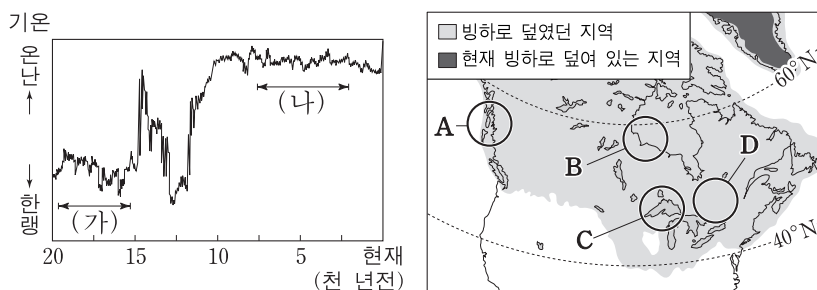 기온
온난
한랭
(가)
(나)
20
15
10
5
현재
(천 년전)
빙하로 덮였던 지역
현재 빙하로 덮여 있는 지역
60°N
A
B
D
C
40°N